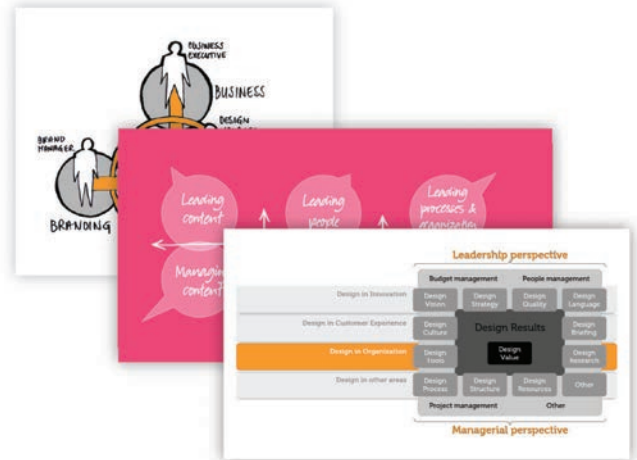 BUSINESS
EXECUTIVE
BUSINESS
DESIGN
BRAND
MANAGER
BRANDING
Leading
content
Leading
people
Leading
processes &
Managing
content
Leadership perspective
Budget management People management
Design in Innovation
Design in Customer Experience
Design in Organization
Design in other areas
Design
Vision
Design
Strategy
Design
Quality
Design
Language
Design
Culture
Design Results
Design
Briefing
Design
Tools
Design
Value
Design
Research
Design
Process
Design
Structure
Design
Resources
Other
Project management Other
Managerial perspective